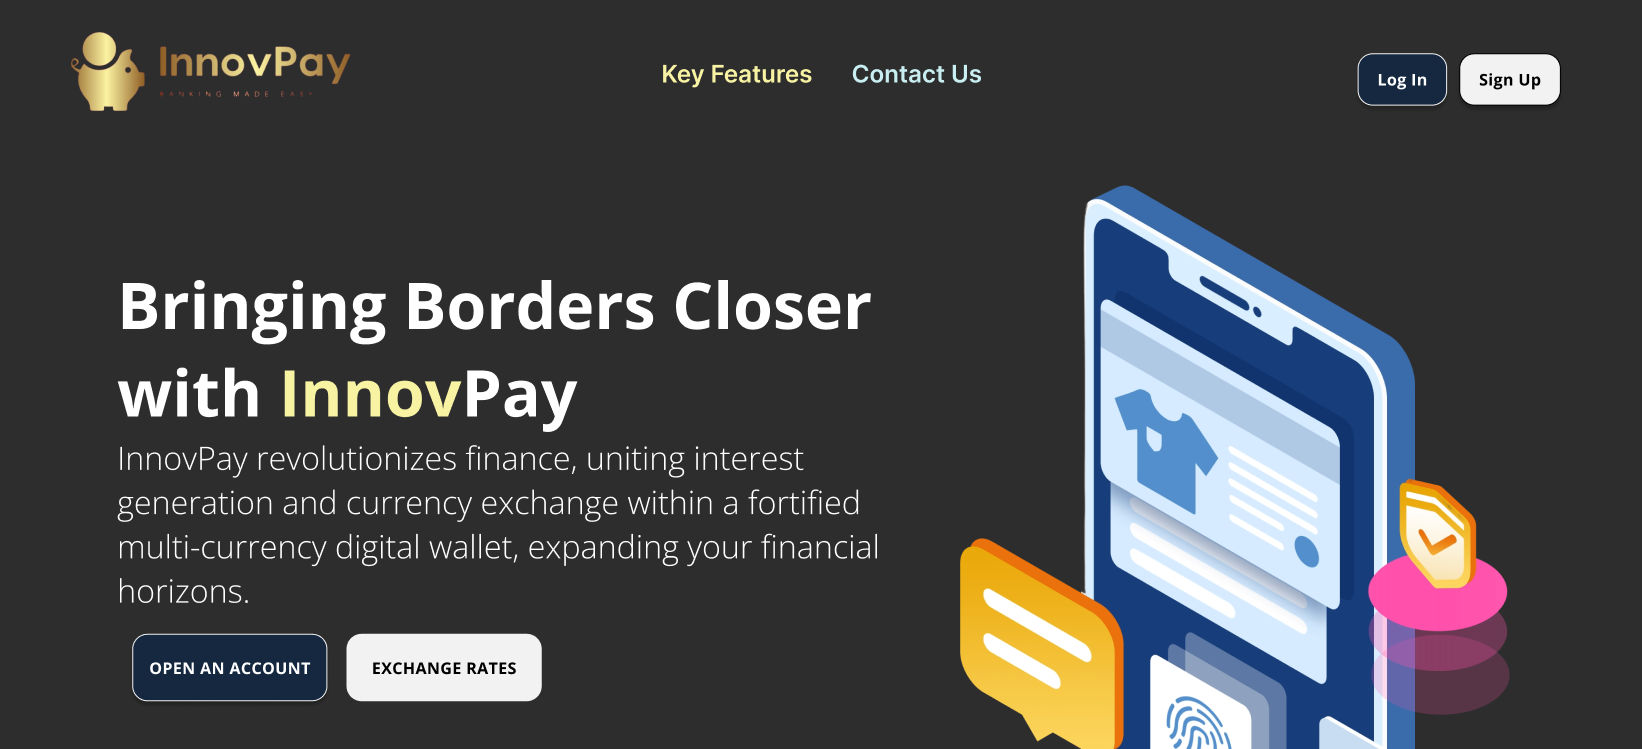 InnovPay
BANKING MADE EASY
Key Features
Contact Us
Log In
Sign Up
Bringing Borders Closer
with InnovPay
InnovPay revolutionizes finance, uniting interest
generation and currency exchange within a fortified
multi-currency digital wallet, expanding your financial
horizons.
OPEN AN ACCOUNT
EXCHANGE RATES